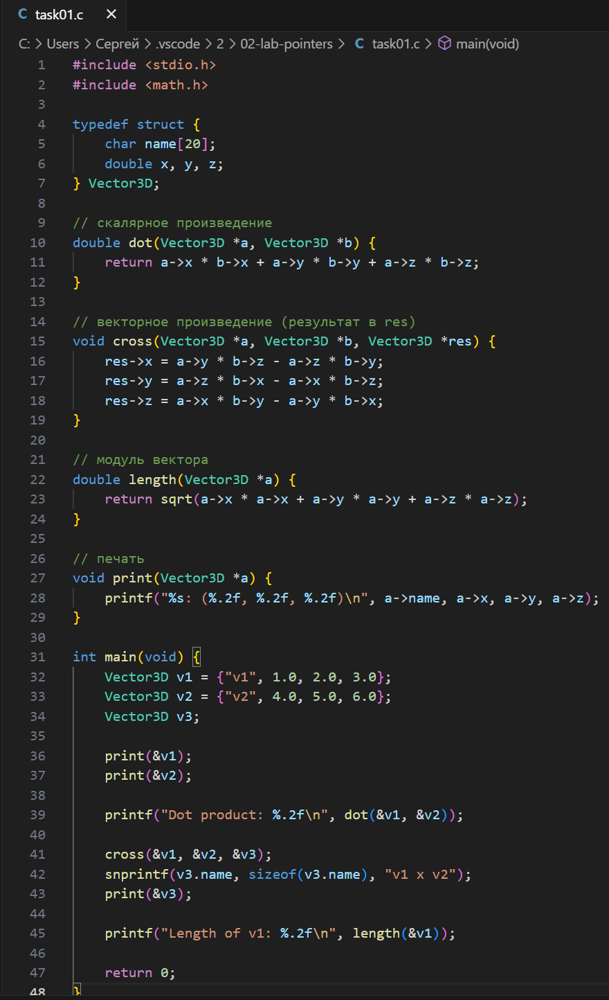 C task01.c ×
C: > Users > Сергей > .vscode > 2 > 02-lab-pointers > C task01.c > main(void)
1 #include <stdio.h>
2 #include <math.h>
3
4 typedef struct {
5     char name[20];
6     double x, y, z;
7 } Vector3D;
8
9 // скалярное произведение
10 double dot(Vector3D *a, Vector3D *b) {
11     return a->x * b->x + a->y * b->y + a->z * b->z;
12 }
13
14 // векторное произведение (результат в res)
15 void cross(Vector3D *a, Vector3D *b, Vector3D *res) {
16     res->x = a->y * b->z - a->z * b->y;
17     res->y = a->z * b->x - a->x * b->z;
18     res->z = a->x * b->y - a->y * b->x;
19 }
20
21 // модуль вектора
22 double length(Vector3D *a) {
23     return sqrt(a->x * a->x + a->y * a->y + a->z * a->z);
24 }
25
26 // печать
27 void print(Vector3D *a) {
28     printf("%s: (%.2f, %.2f, %.2f)\n", a->name, a->x, a->y, a->z);
29 }
30
31 int main(void) {
32     Vector3D v1 = {"v1", 1.0, 2.0, 3.0};
33     Vector3D v2 = {"v2", 4.0, 5.0, 6.0};
34     Vector3D v3;
35
36     print(&v1);
37     print(&v2);
38
39     printf("Dot product: %.2f\n", dot(&v1, &v2));
40
41     cross(&v1, &v2, &v3);
42     snprintf(v3.name, sizeof(v3.name), "v1 x v2");
43     print(&v3);
44
45     printf("Length of v1: %.2f\n", length(&v1));
46
47     return 0;
48 }